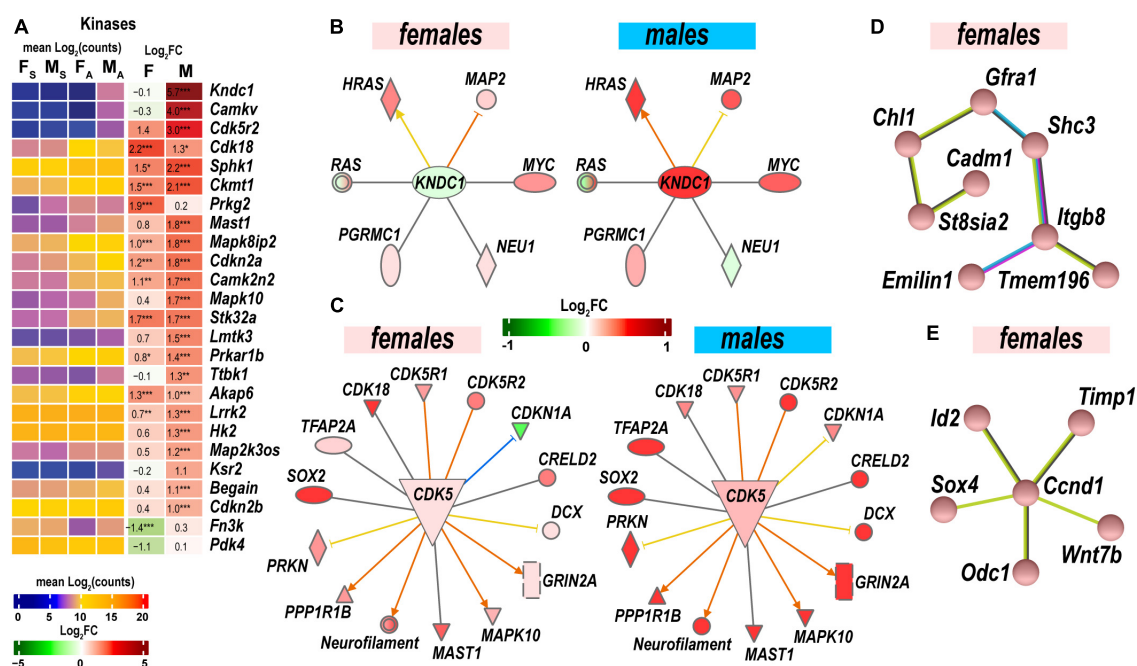 A
Kinases
mean Log2(counts)
Log2FC
FS MS FA MA F M
−0.1 5.7*** Kndc1
−0.3 4.0*** Camkv
1.4 3.0*** Cdk5r2
2.2*** 1.3* Cdk18
1.5* 2.2*** Sphk1
1.5*** 2.1*** Ckmt1
1.9*** 0.2 Prkg2
0.8 1.8*** Mast1
1.0*** 1.8*** Mapk8ip2
1.2*** 1.8*** Cdkn2a
1.1** 1.7*** Camk2n2
0.4 1.7*** Mapk10
1.7*** 1.7*** Stk32a
0.7 1.5*** Lmtk3
0.8* 1.4*** Prkar1b
−0.1 1.3** Ttbk1
1.3*** 1.0*** Akap6
0.7** 1.3*** Lrrk2
0.6 1.3*** Hk2
0.5 1.2*** Map2k3os
−0.2 1.1 Ksr2
0.4 1.1*** Begain
0.4 1.0*** Cdkn2b
−1.4*** 0.3 Fn3k
−1.1 0.1 Pdk4
mean Log2(counts)
0 5 10 15 20
Log2FC
−5 0 5
B
females
males
HRAS
MAP2
RAS
KNDC1
MYC
PGRMC1
NEU1
HRAS
MAP2
RAS
KNDC1
MYC
PGRMC1
NEU1
Log2FC
-1 0 1
C
females
males
CDK5R1
CDK18
CDK5R2
CDKN1A
TFAP2A
CRELD2
SOX2
CDK5
DCX
PRKN
GRIN2A
PPP1R1B
MAPK10
Neurofilament
MAST1
CDK5R1
CDK18
CDK5R2
CDKN1A
TFAP2A
CRELD2
SOX2
CDK5
DCX
PRKN
GRIN2A
PPP1R1B
MAPK10
Neurofilament
MAST1
D
females
Gfra1
Chl1
Shc3
Cadm1
St8sia2
Itgb8
Emilin1
Tmem196
E
females
Id2
Timp1
Sox4
Ccnd1
Wnt7b
Odc1